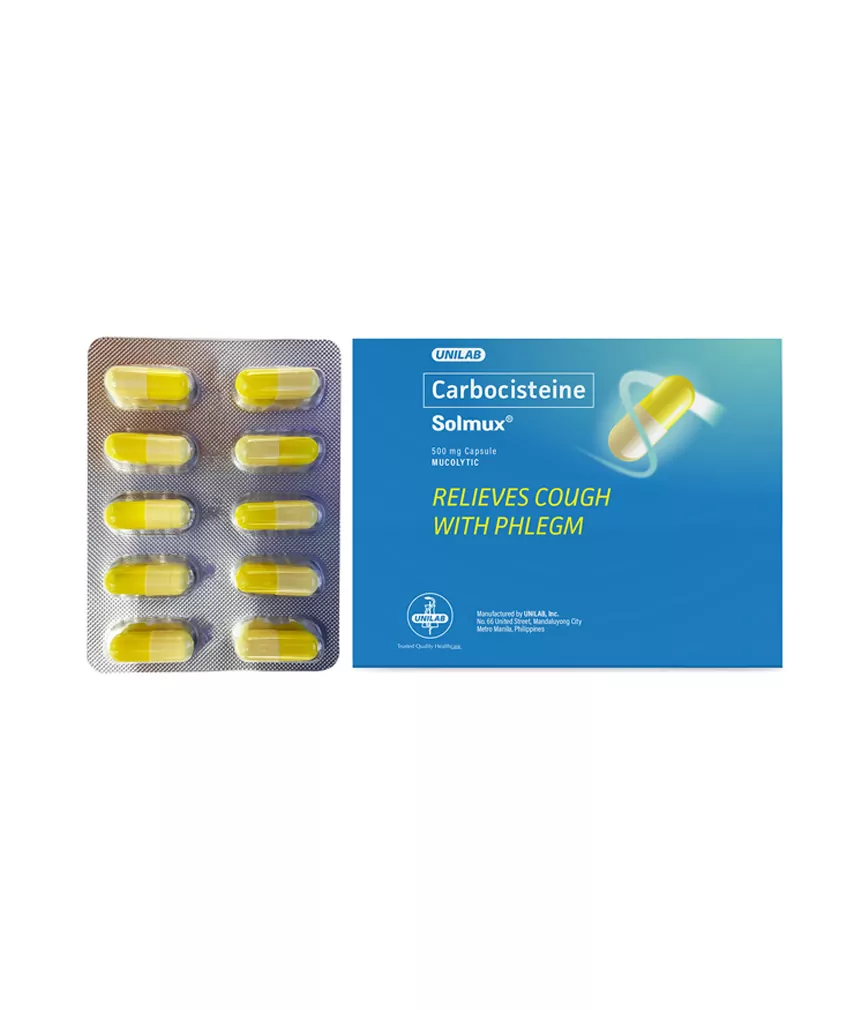 UNILAB
Carbocisteine
Solmux®
500 mg Capsule
MUCOLYTIC
RELIEVES COUGH
WITH PHLEGM
UNILAB
Trusted Quality Healthcare
Manufactured by UNILAB, Inc.
No. 66 United Street, Mandaluyong City
Metro Manila, Philippines